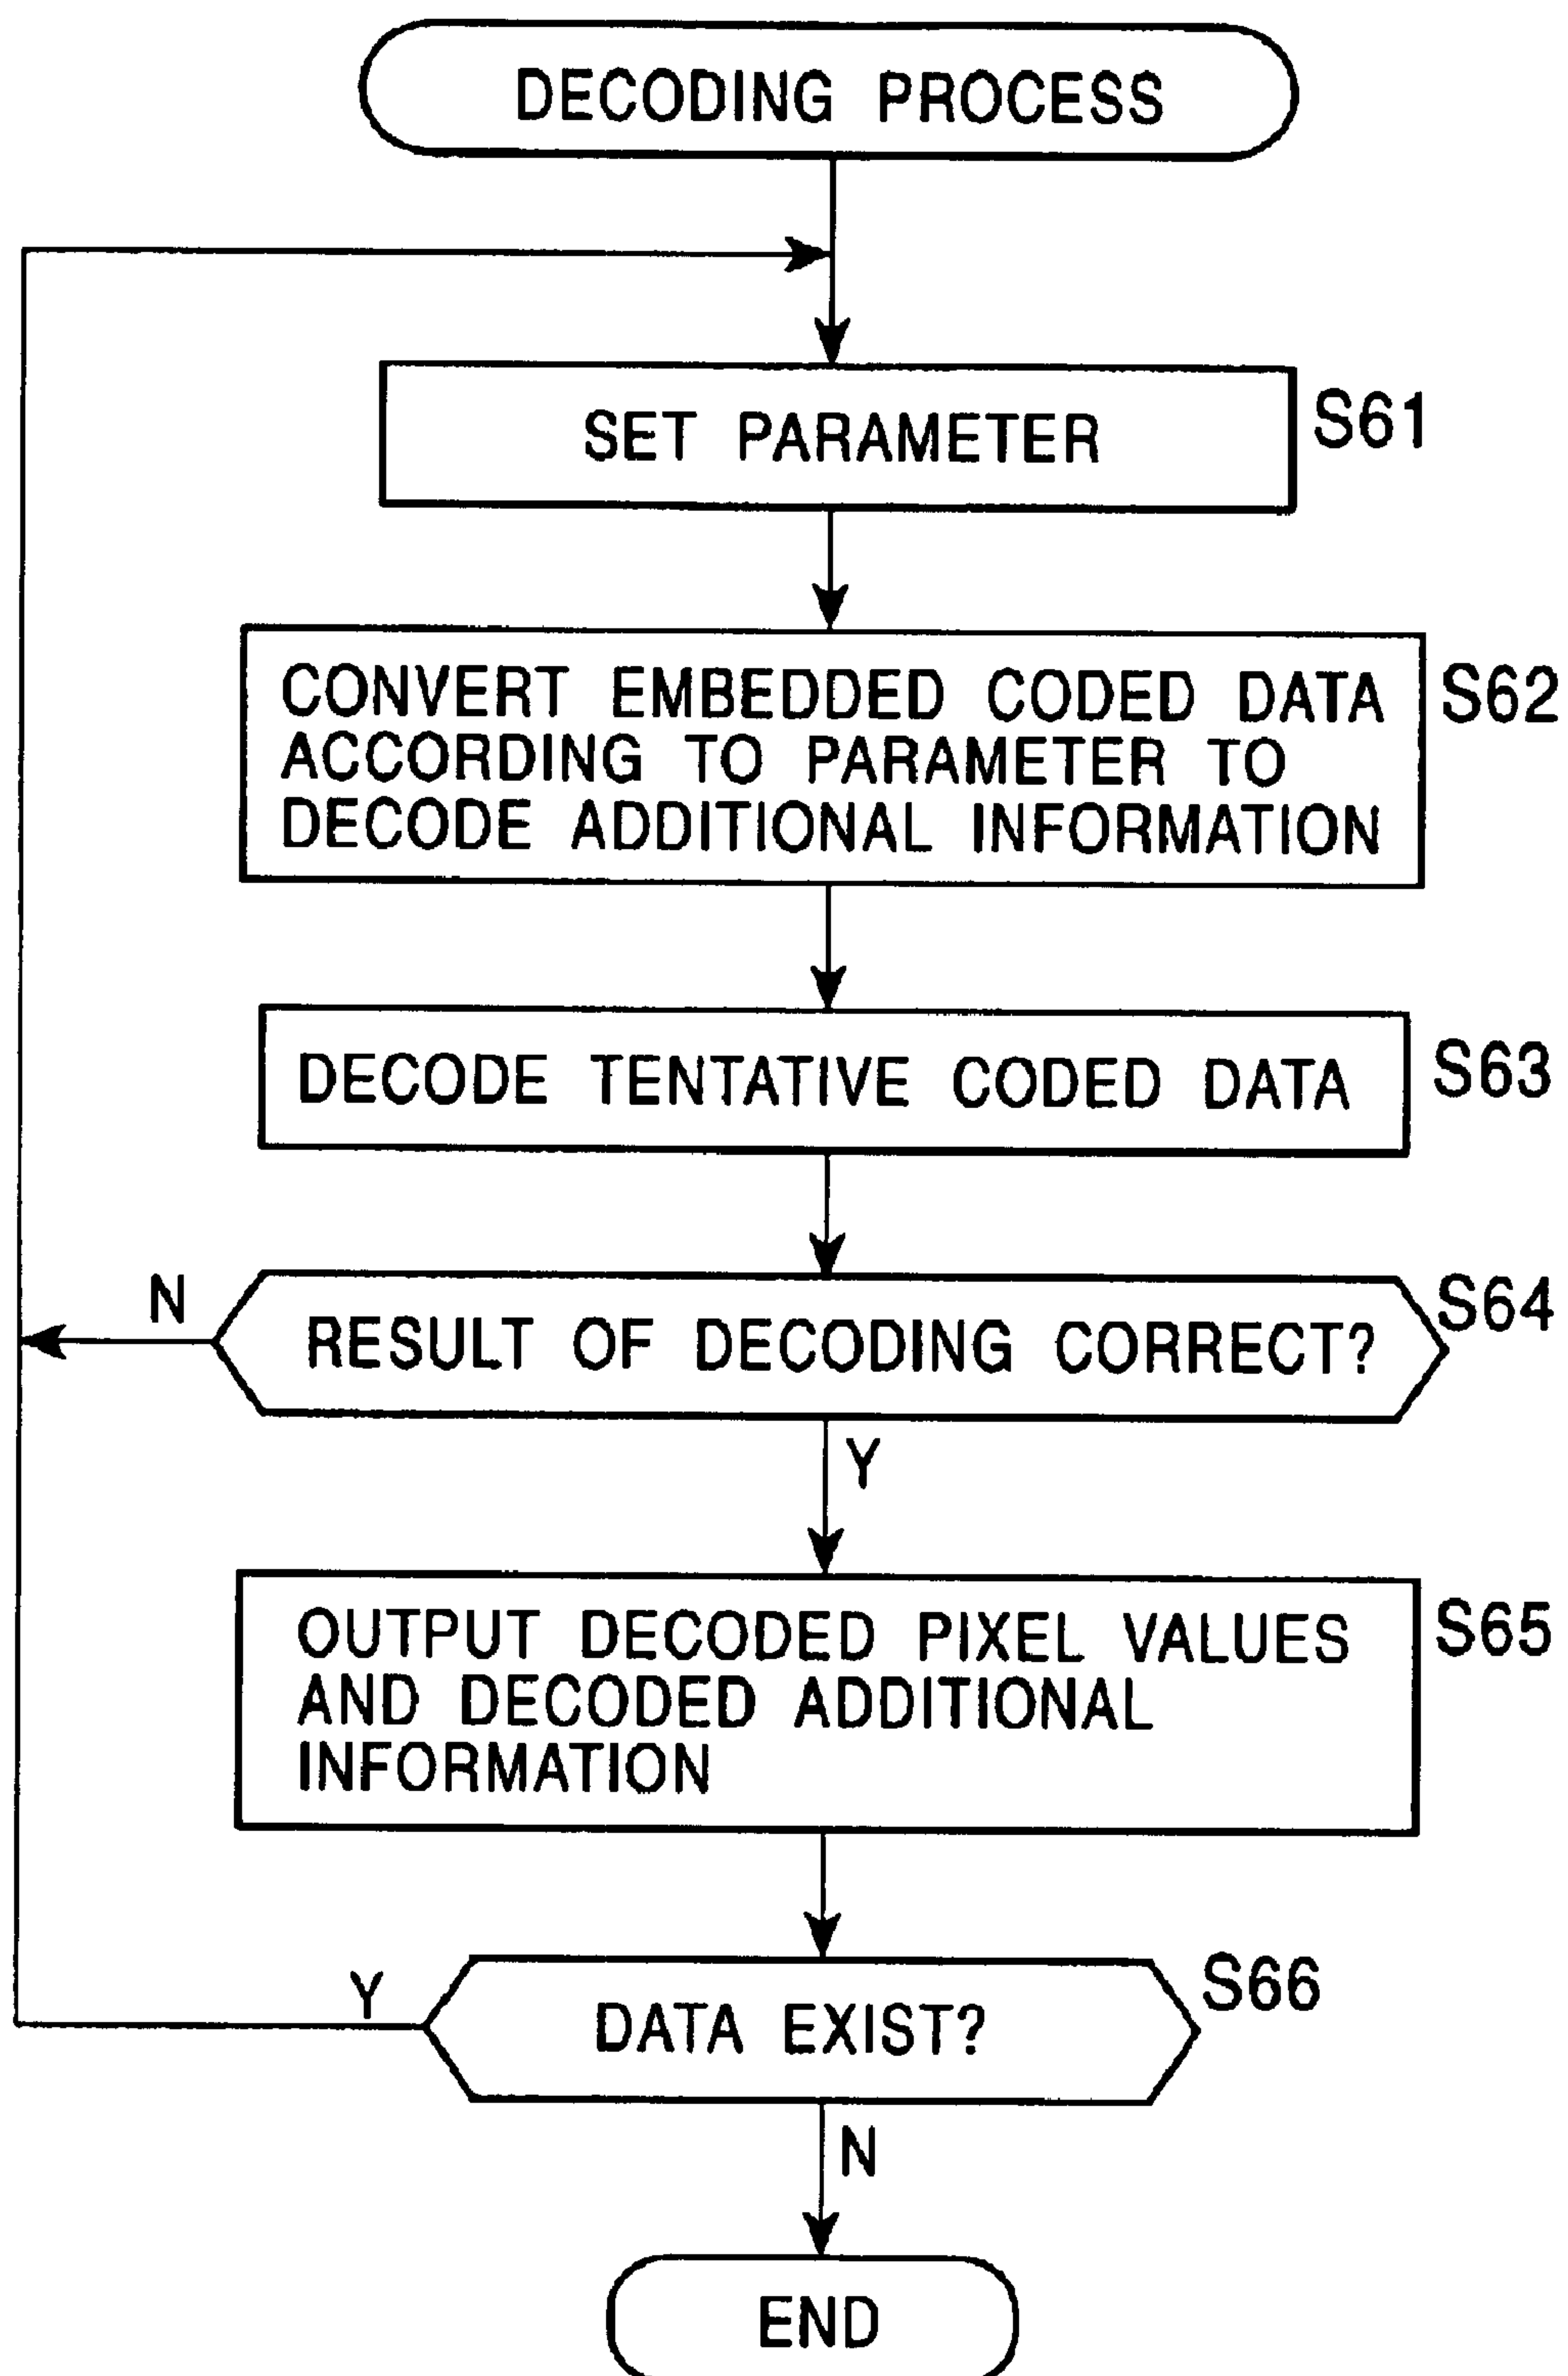 DECODING PROCESS
SET PARAMETER
S61
CONVERT EMBEDDED CODED DATA
ACCORDING TO PARAMETER TO
DECODE ADDITIONAL INFORMATION
S62
DECODE TENTATIVE CODED DATA
S63
N
RESULT OF DECODING CORRECT?
S64
Y
OUTPUT DECODED PIXEL VALUES
AND DECODED ADDITIONAL
INFORMATION
S65
Y
DATA EXIST?
S66
N
END